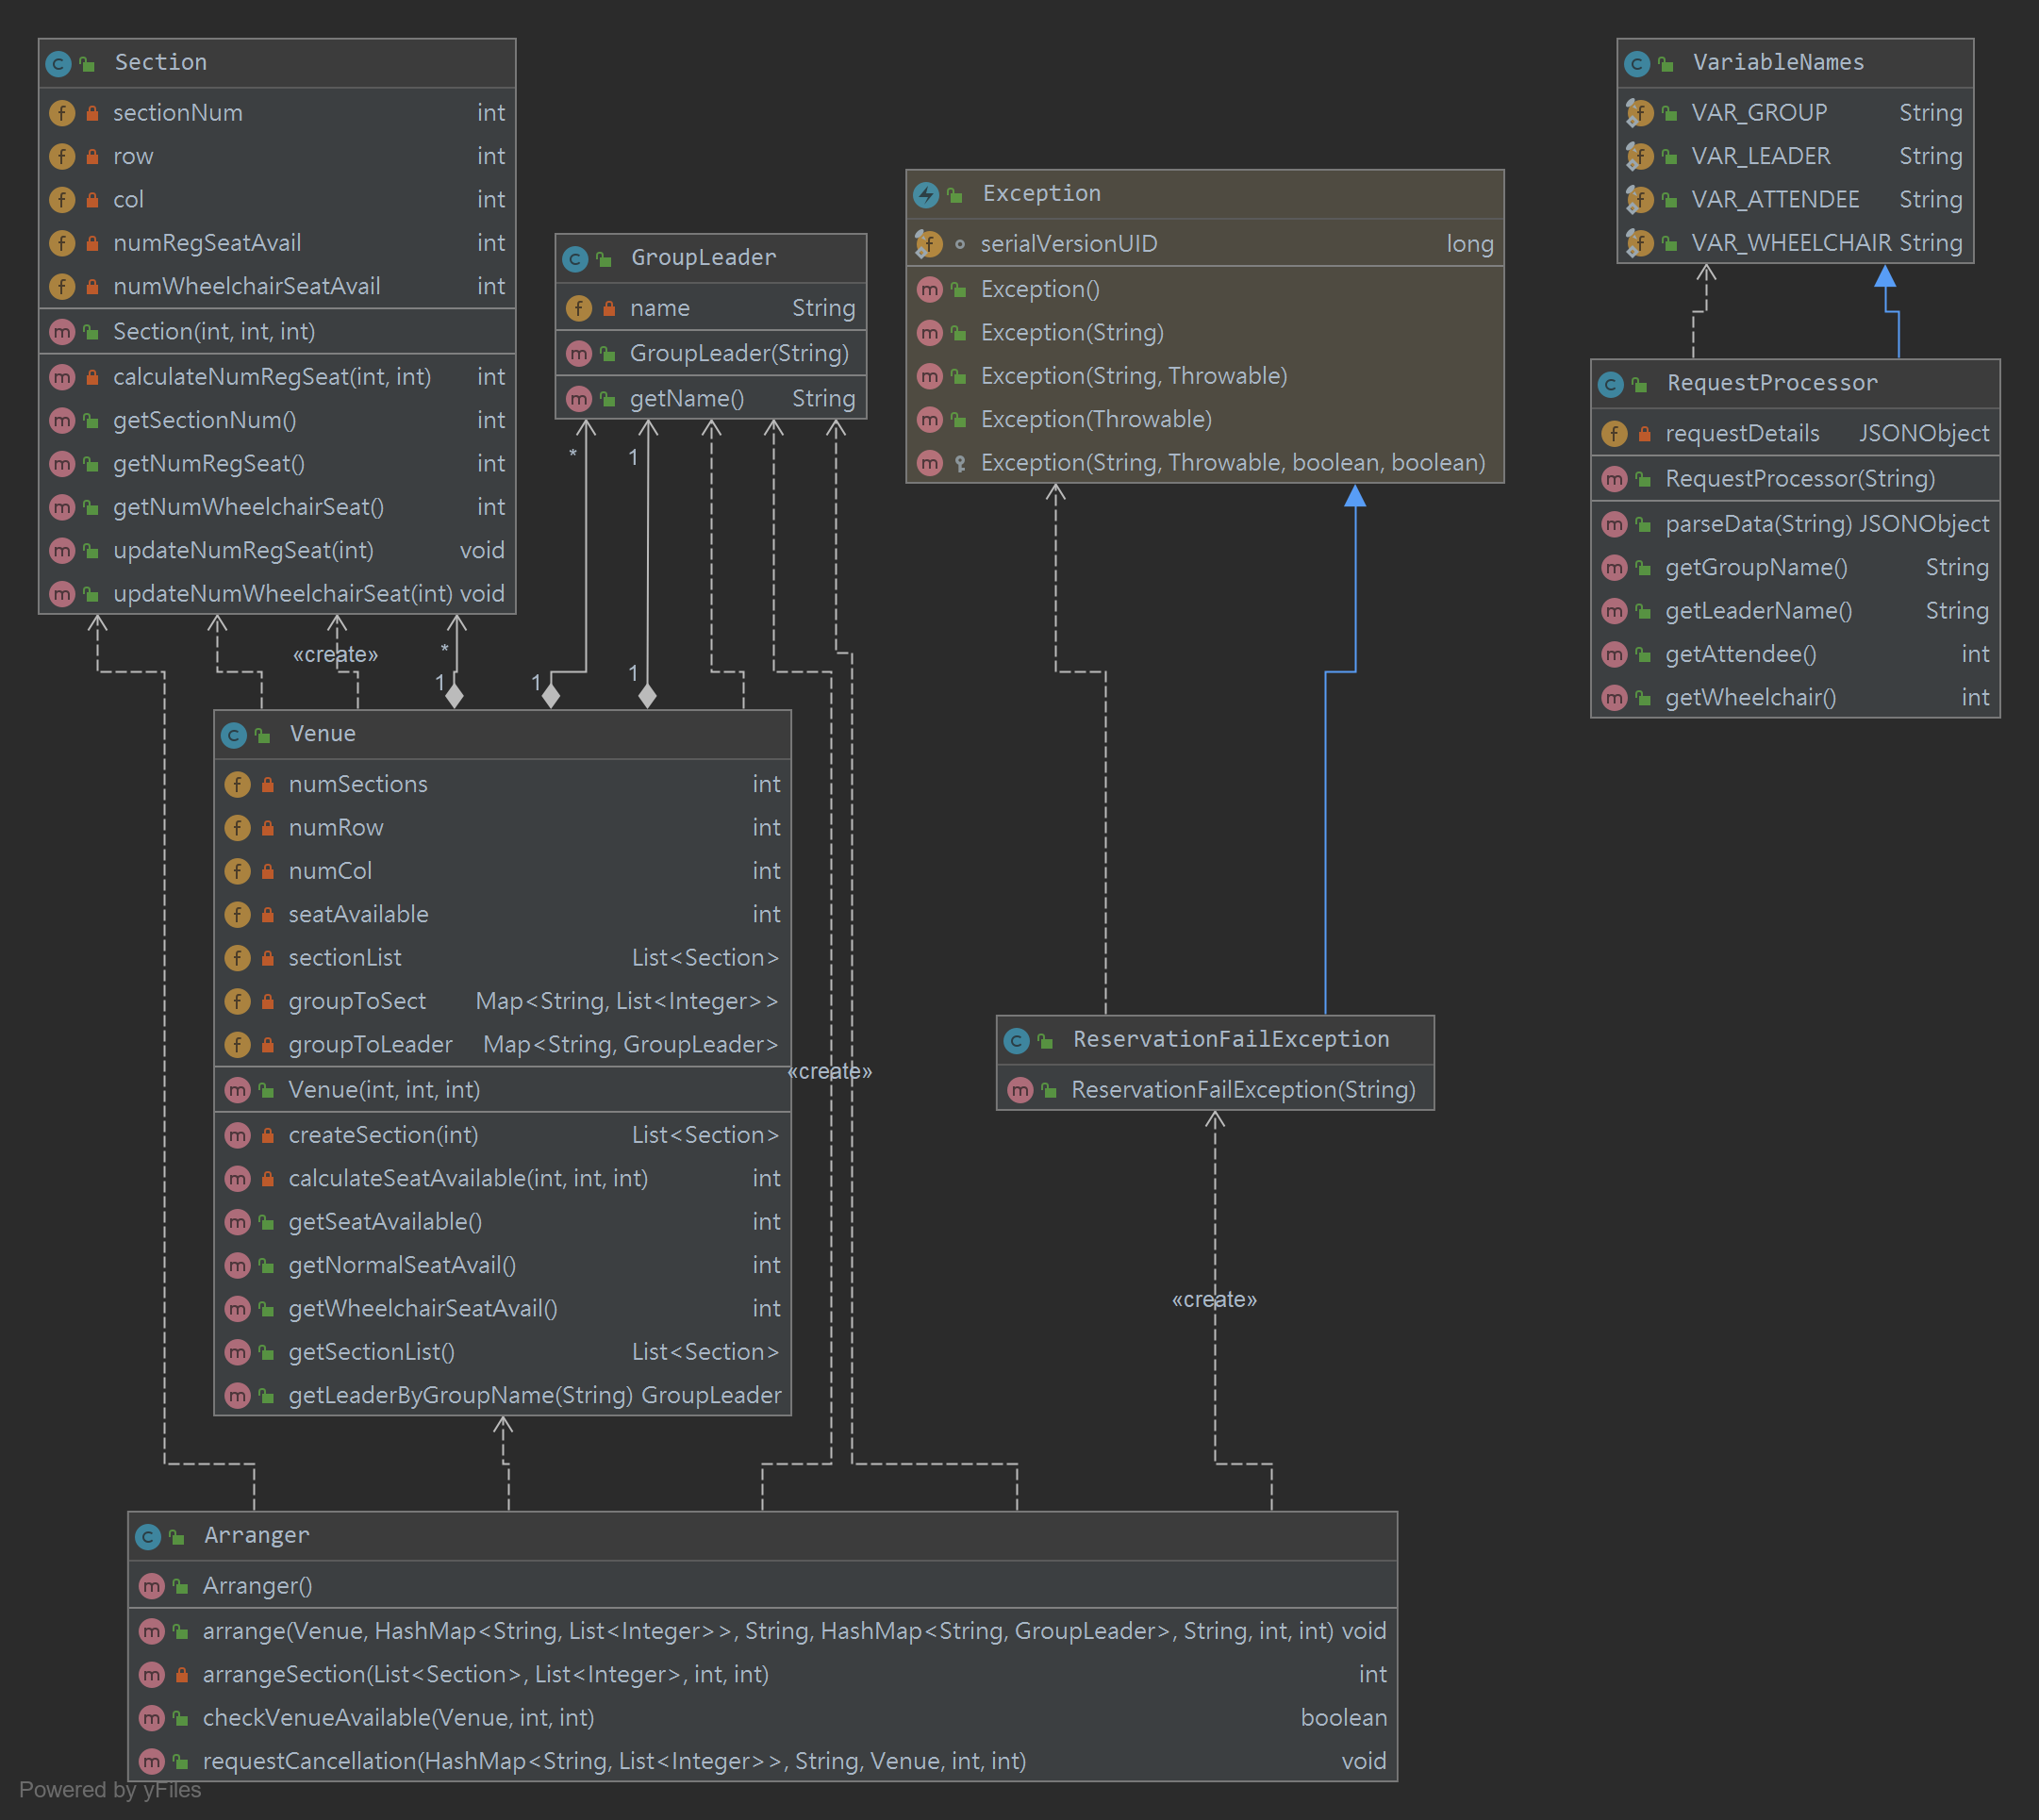 Section
sectionNum int
row int
col int
numRegSeatAvail int
numWheelchairSeatAvail int
Section(int, int, int)
calculateNumRegSeat(int, int) int
getSectionNum() int
getNumRegSeat() int
getNumWheelchairSeat() int
updateNumRegSeat(int) void
updateNumWheelchairSeat(int) void
GroupLeader
name String
GroupLeader(String)
getName() String
Exception
serialVersionUID long
Exception()
Exception(String)
Exception(String, Throwable)
Exception(Throwable)
Exception(String, Throwable, boolean, boolean)
VariableNames
VAR_GROUP String
VAR_LEADER String
VAR_ATTENDEE String
VAR_WHEELCHAIR String
RequestProcessor
requestDetails JSONObject
RequestProcessor(String)
parseData(String) JSONObject
getGroupName() String
getLeaderName() String
getAttendee() int
getWheelchair() int
«create»
*
1
*
1
1
1
Venue
numSections int
numRow int
numCol int
seatAvailable int
sectionList List<Section>
groupToSect Map<String, List<Integer>>
groupToLeader Map<String, GroupLeader>
Venue(int, int, int)
createSection(int) List<Section>
calculateSeatAvailable(int, int, int) int
getSeatAvailable() int
getNormalSeatAvail() int
getWheelchairSeatAvail() int
getSectionList() List<Section>
getLeaderByGroupName(String) GroupLeader
«create»
ReservationFailException
ReservationFailException(String)
«create»
Arranger
Arranger()
arrange(Venue, HashMap<String, List<Integer>>, String, HashMap<String, GroupLeader>, String, int, int) void
arrangeSection(List<Section>, List<Integer>, int, int) int
checkVenueAvailable(Venue, int, int) boolean
requestCancellation(HashMap<String, List<Integer>>, String, Venue, int, int) void
Powered by yFiles